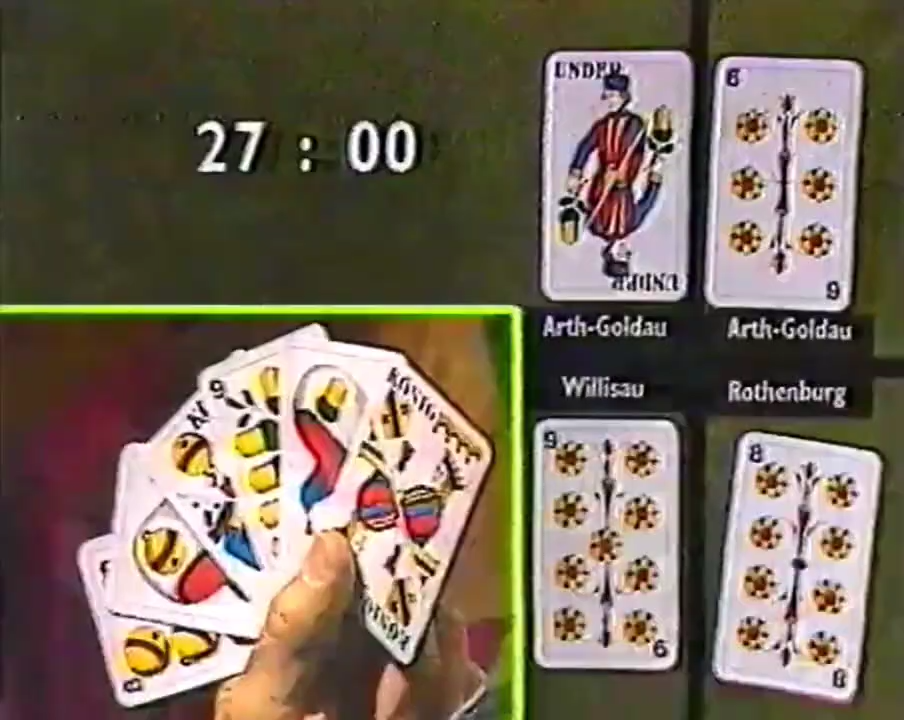 27 : 00
UNDER
UNDER
6
6
Arth-Goldau
Arth-Goldau
Willisau
Rothenburg
9
9
8
8
KÖNIG
KÖNIG
9
8